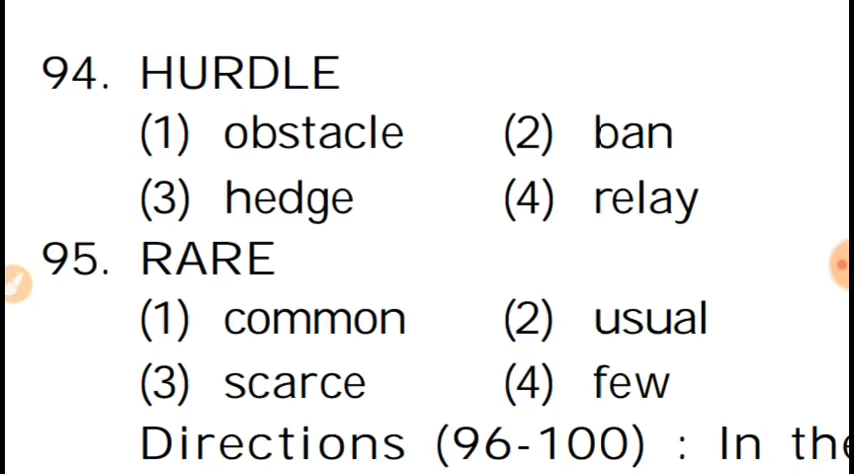 94. HURDLE
(1) obstacle (2) ban
(3) hedge (4) relay
95. RARE
(1) common (2) usual
(3) scarce (4) few
Directions (96-100) : In the